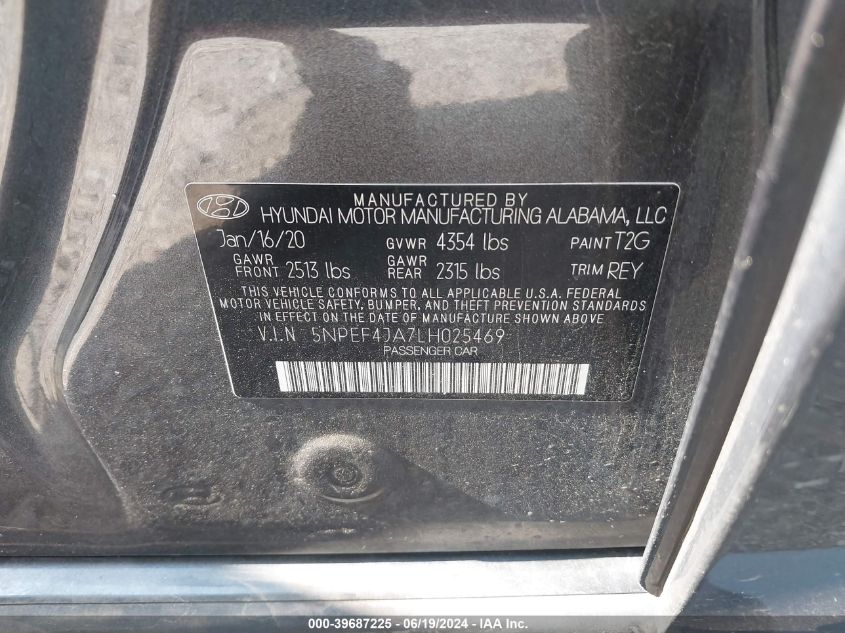 MANUFACTURED BY
HYUNDAI MOTOR MANUFACTURING ALABAMA, LLC
Jan/16/20 GVWR 4354 lbs PAINT T2G
GAWR FRONT 2513 lbs GAWR REAR 2315 lbs TRIM REY
THIS VEHICLE CONFORMS TO ALL APPLICABLE U.S.A. FEDERAL
MOTOR VEHICLE SAFETY, BUMPER, AND THEFT PREVENTION STANDARDS
IN EFFECT ON THE DATE OF MANUFACTURE SHOWN ABOVE.
V.I.N 5NPEF4JA7LH025469
PASSENGER CAR
000-39687225 - 06/19/2024 - IAA Inc.